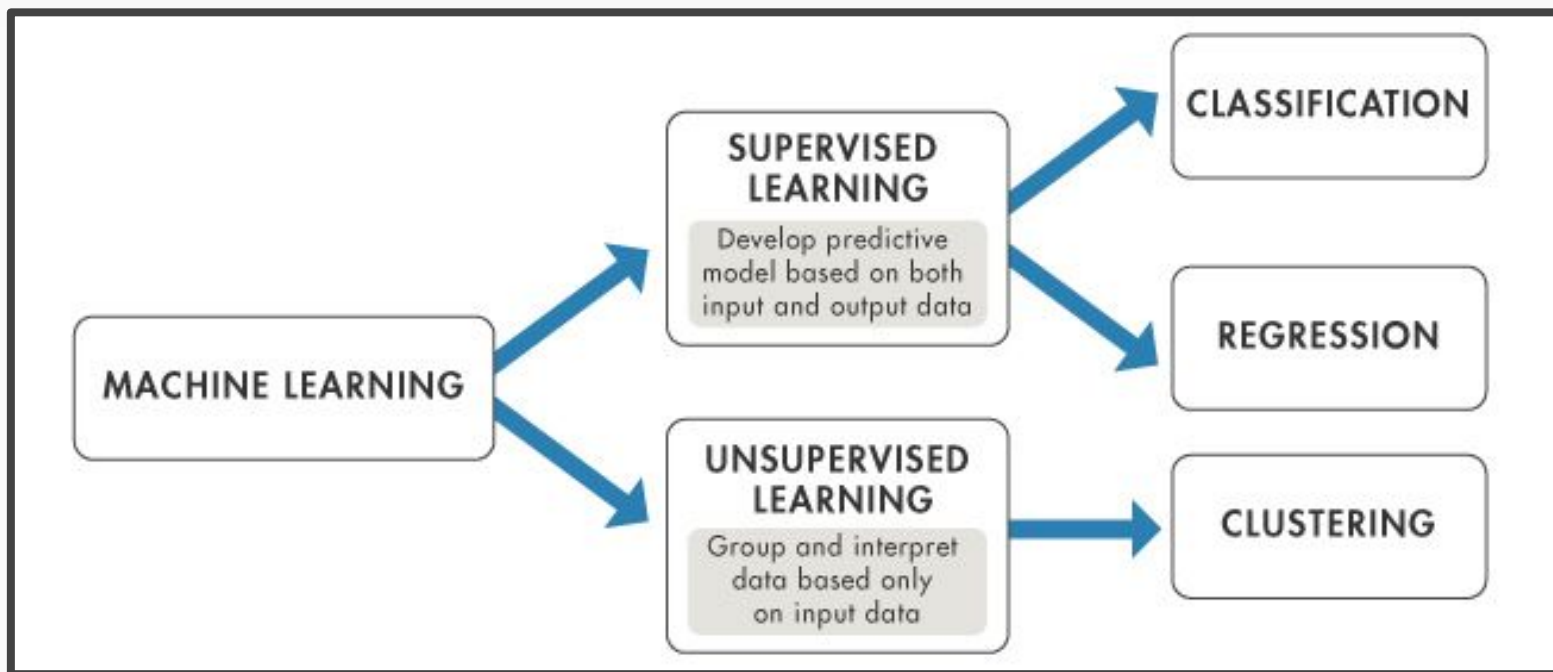 MACHINE LEARNING
SUPERVISED
LEARNING
Develop predictive
model based on both
input and output data
UNSUPERVISED
LEARNING
Group and interpret
data based only
on input data
CLASSIFICATION
REGRESSION
CLUSTERING